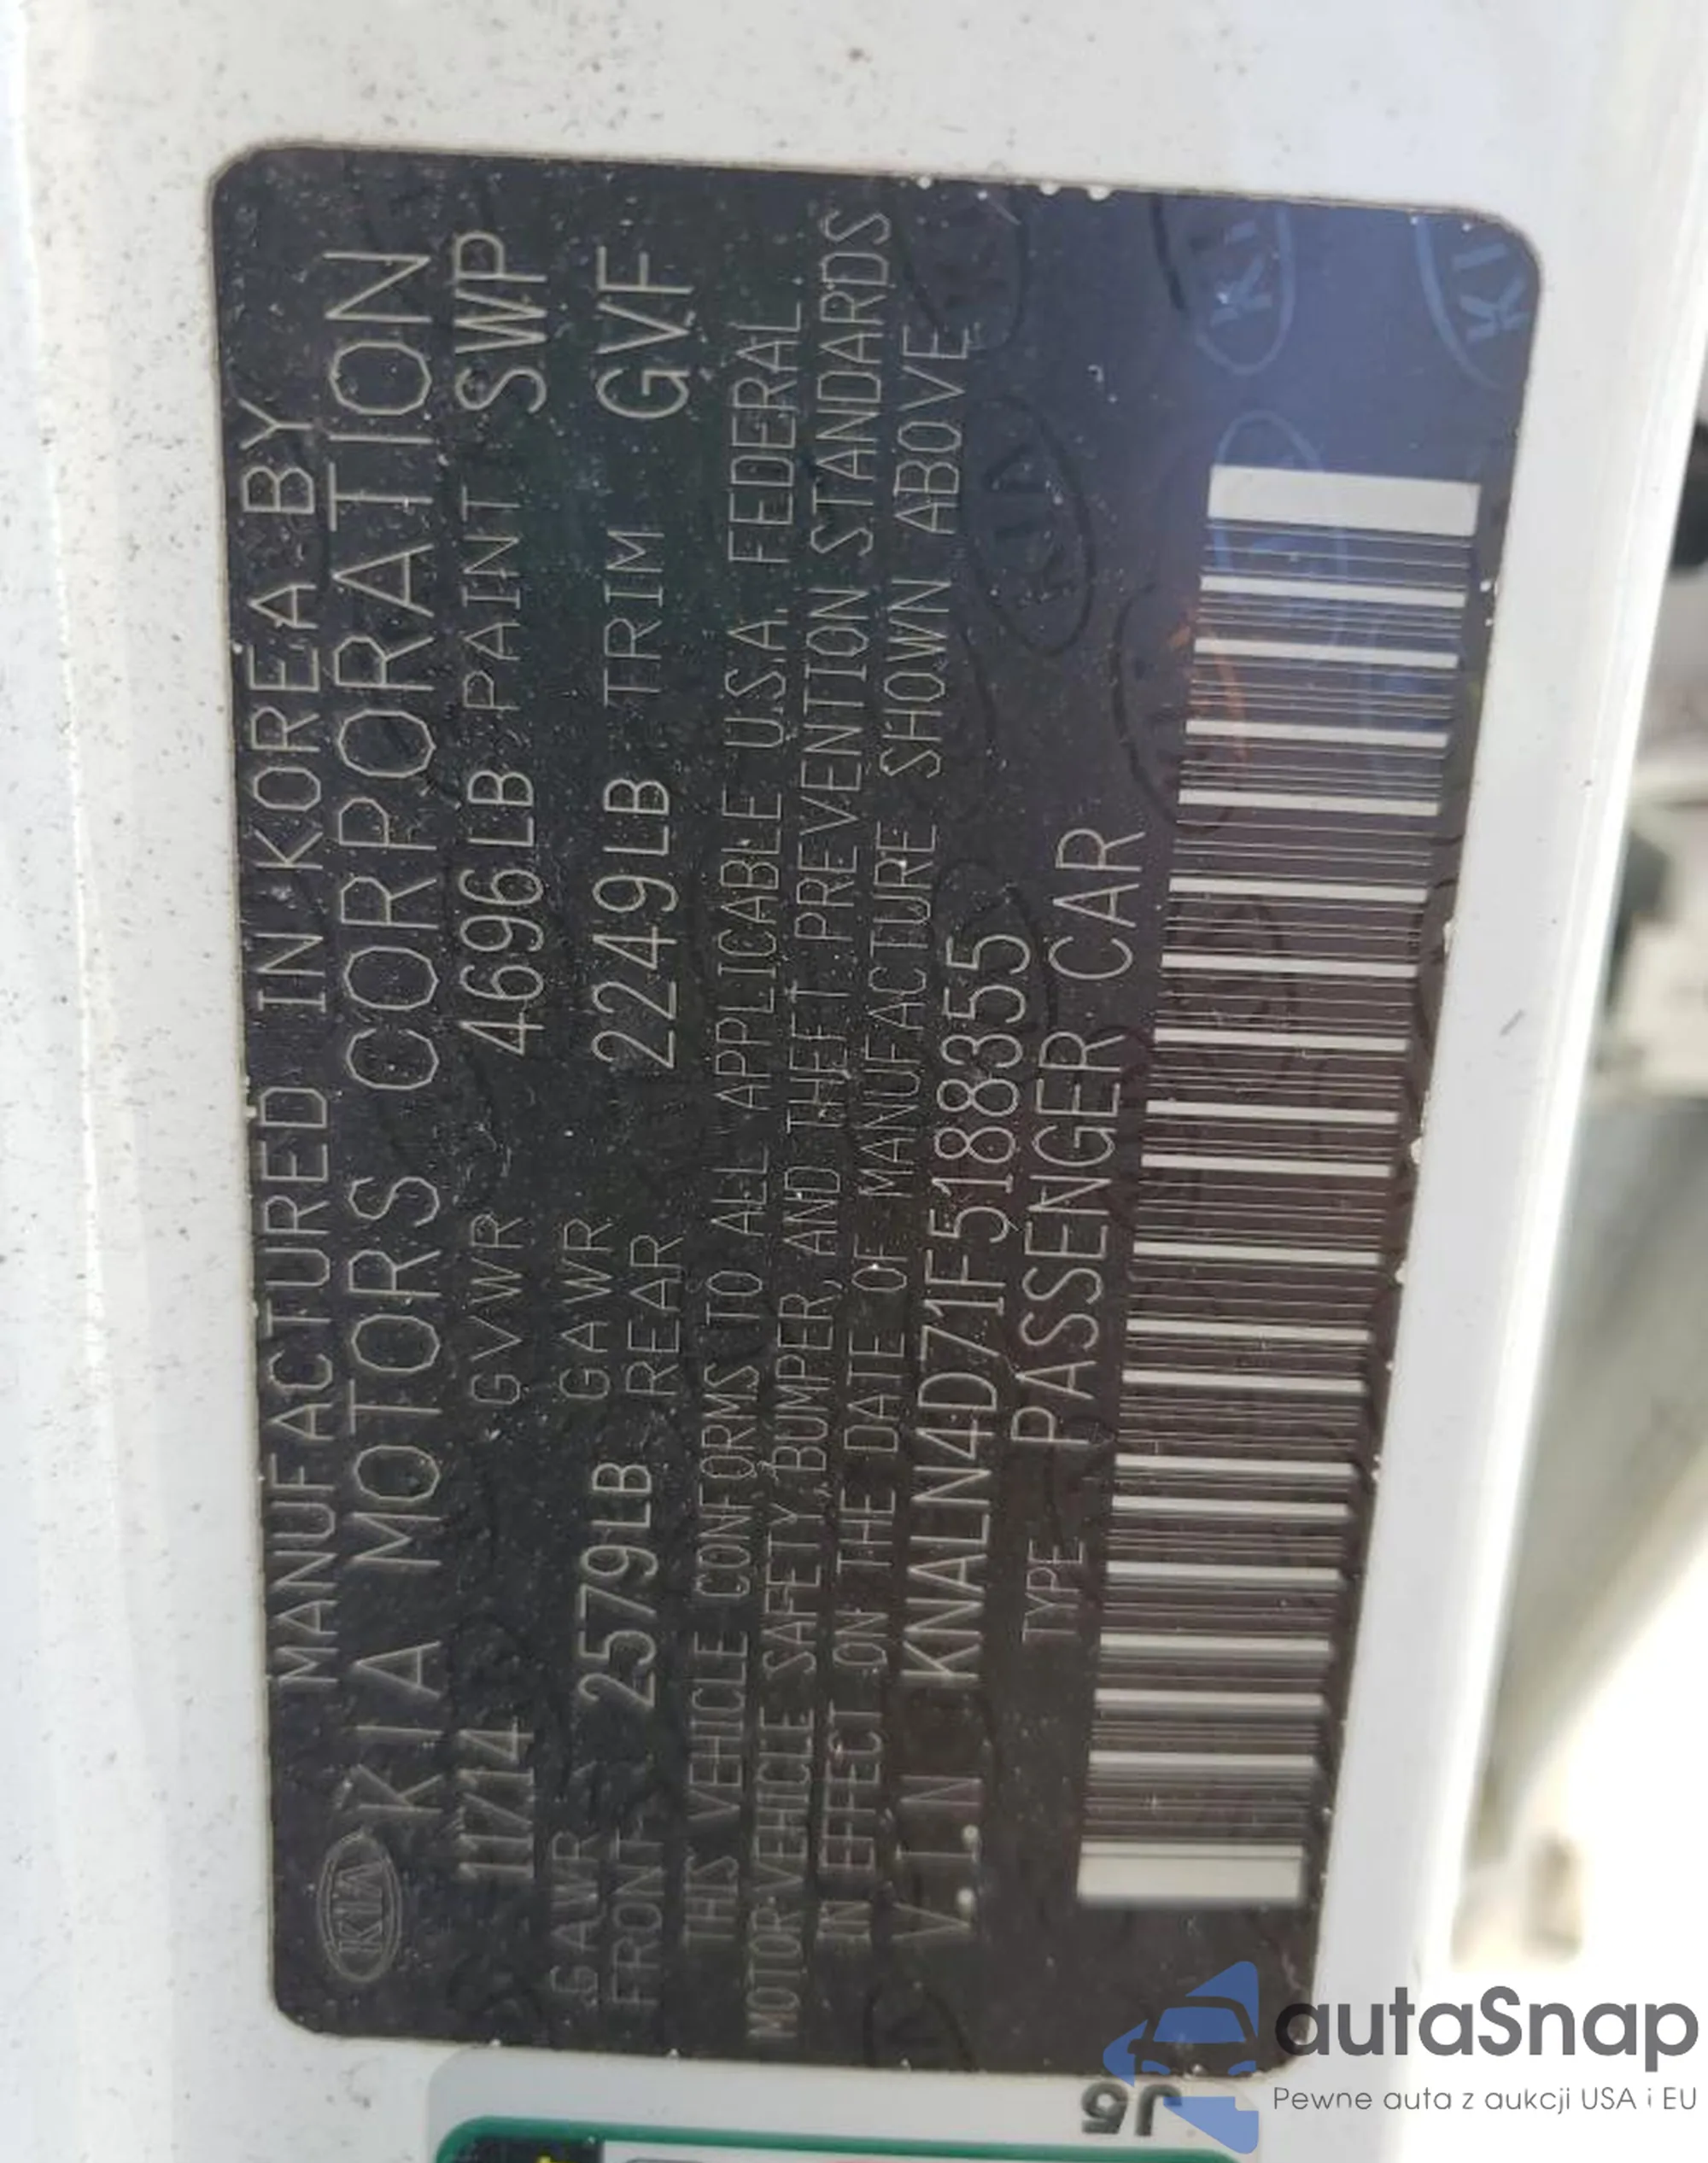 MANUFACTURED IN KOREA BY
KIA KIA MOTORS CORPORATION
11/14 GVWR 4696LB PAINT SWP
GAWR FRONT 2579LB GAWR REAR 2249LB TRIM GVF
THIS VEHICLE CONFORMS TO ALL APPLICABLE U.S.A. FEDERAL
MOTOR VEHICLE SAFETY, BUMPER, AND THEFT PREVENTION STANDARDS
IN EFFECT ON THE DATE OF MANUFACTURE SHOWN ABOVE
V.I.N KNALN4D71F5188355
TYPE PASSENGER CAR
J5
autaSnap
Pewne auta z aukcji USA i EU